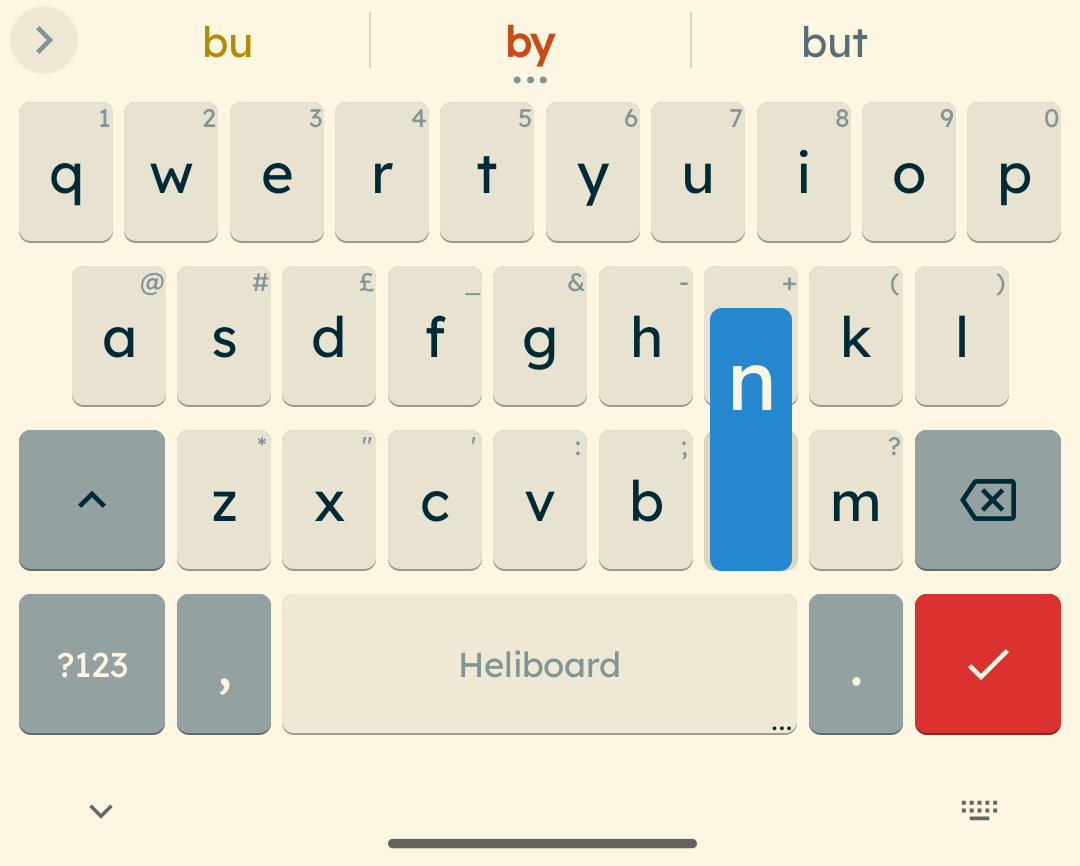 bu by but
1 2 3 4 5 6 7 8 9 0
q w e r t y u i o p
@ # £ _ & - + ( )
a s d f g h k l
n
* " ' : ; ?
z x c v b m
?123 , Heliboard .